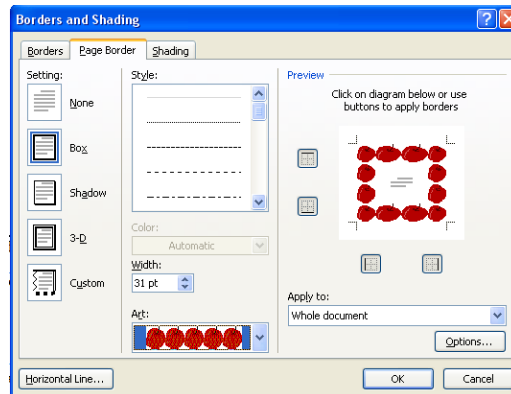 Borders and Shading
Borders Page Border Shading
Setting:
None
Box
Shadow
3-D
Custom
Style:
Color:
Automatic
Width:
31 pt
Art:
Preview
Click on diagram below or use
buttons to apply borders
Apply to:
Whole document
Options...
Horizontal Line...
OK
Cancel